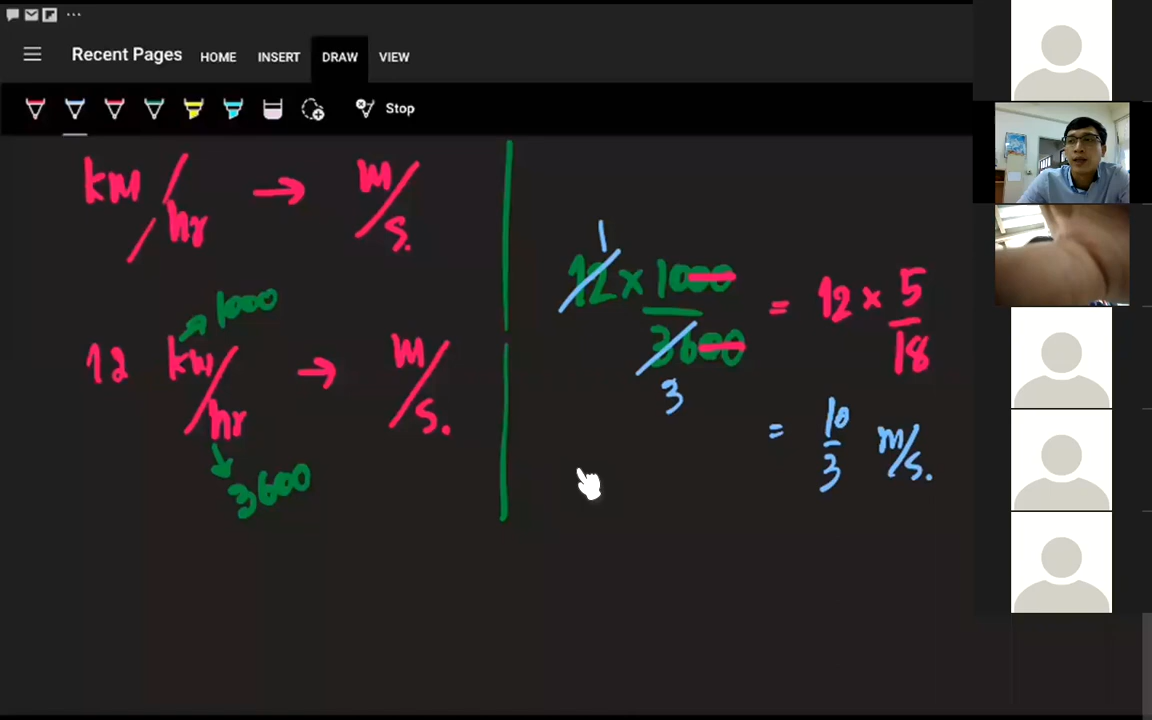 Recent Pages HOME INSERT DRAW VIEW
Stop
km/hr → m/s.
12 km/hr → m/s.
1000
3600
12 × 1000/3600 = 12 × 5/18
1
3
= 10/3 m/s.